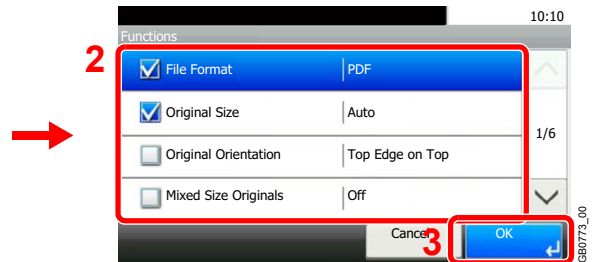 10:10
Functions
2
File Format PDF
Original Size Auto
1/6
Original Orientation Top Edge on Top
Mixed Size Originals Off
Cancel 3 OK
GB0773_00